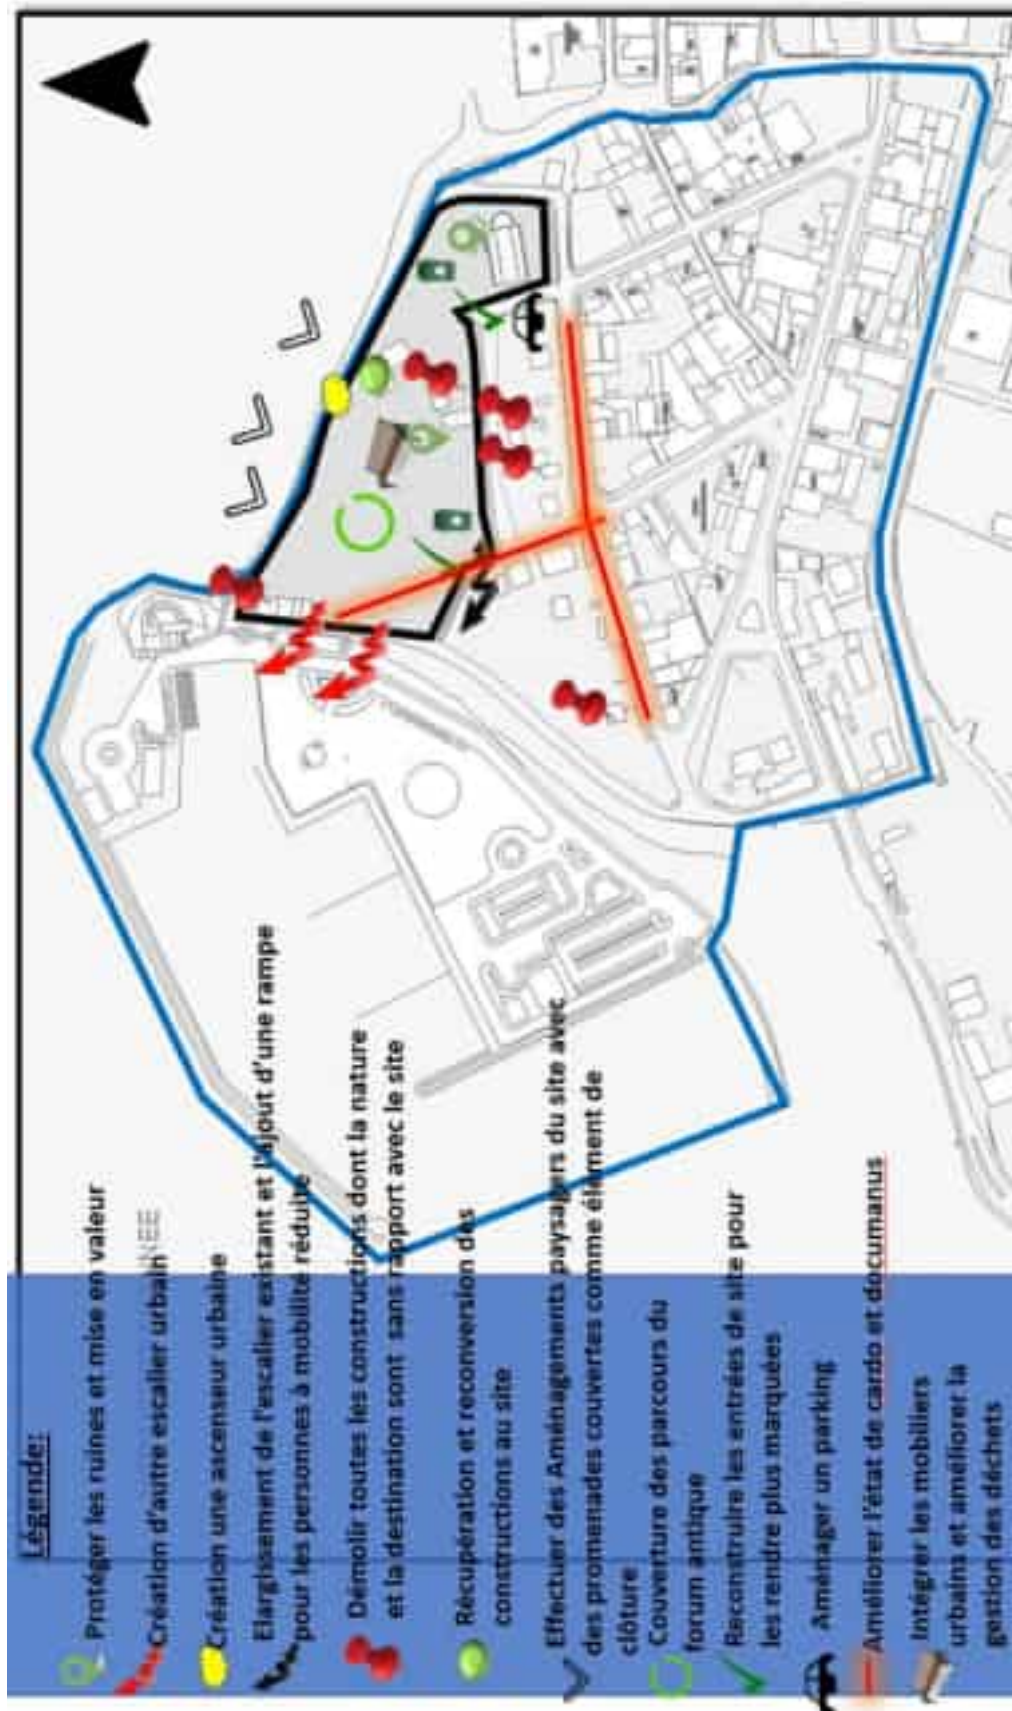 Légende:
Protéger les ruines et mise en valeur
Création d'autre escalier urbain
NEE
Création une ascenseur urbaine
Elargissement de l'escalier existant et l'ajout d'une rampe
pour les personnes à mobilité réduite
Démolir toutes les constructions dont la nature
et la destination sont sans rapport avec le site
Récupération et reconversion des
constructions au site
Effectuer des Aménagements paysagers du site avec
des promenades couvertes comme élément de
clôture
Couverture des parcours du
forum antique
Reconstruire les entrées de site pour
les rendre plus marquées
Aménager un parking
Améliorer l'état de cardo et documanus
Intégrer les mobiliers
urbains et améliorer la
gestion des déchets